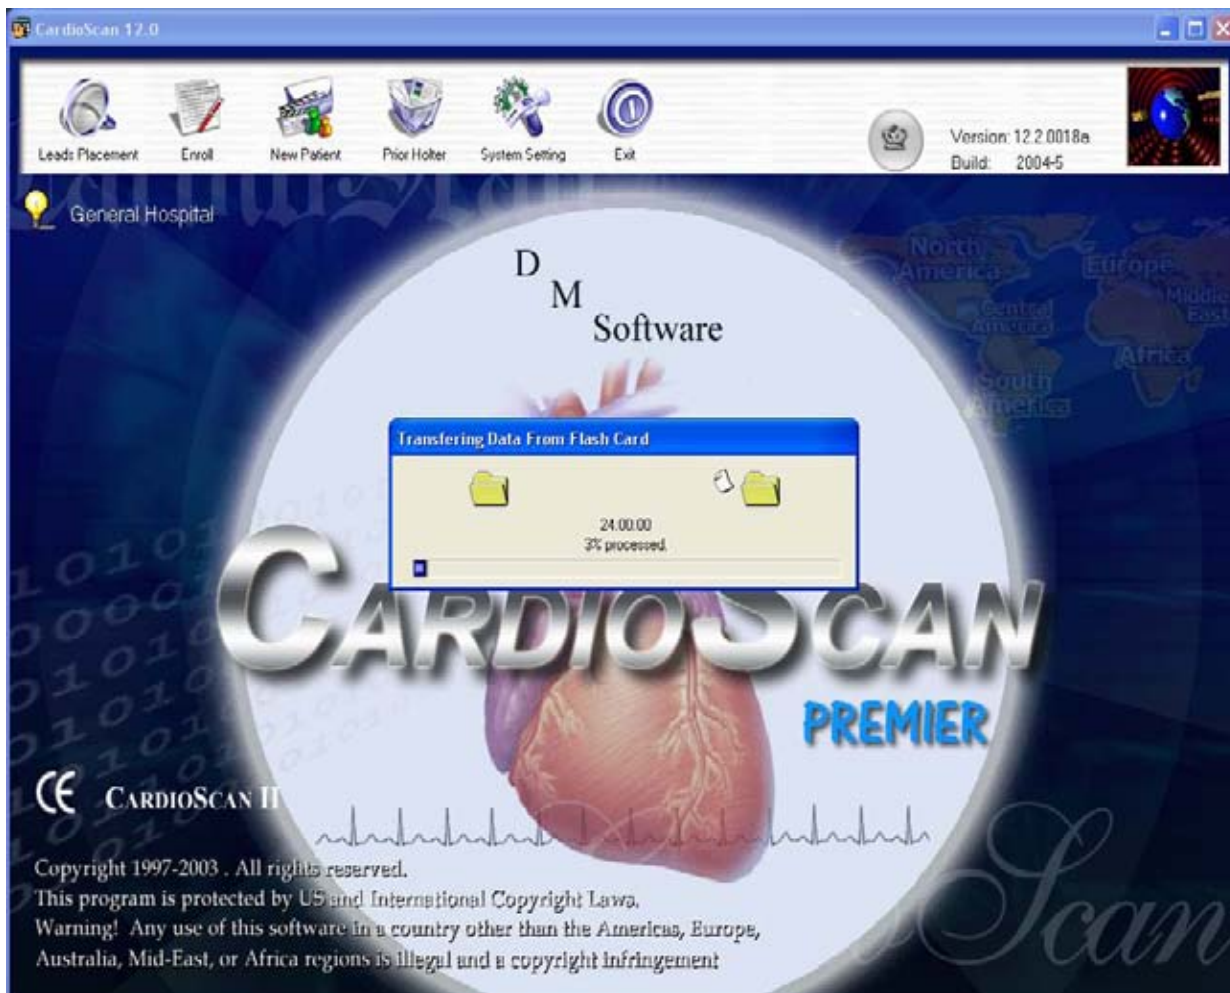 CardioScan 12.0
Leads Placement
Enroll
New Patient
Prior Holter
System Setting
Exit
Version: 12.2.0018a
Build: 2004-5
General Hospital
North
America
Central
America
South
America
Europe
Middle
East
Africa
D
M
Software
Transfering Data From Flash Card
24.00.00
3% processed.
CARDIOSCAN
PREMIER
CE CARDIOSCAN II
Copyright 1997-2003 . All rights reserved.
This program is protected by US and International Copyright Laws.
Warning! Any use of this software in a country other than the Americas, Europe,
Australia, Mid-East, or Africa regions is illegal and a copyright infringement
Scan